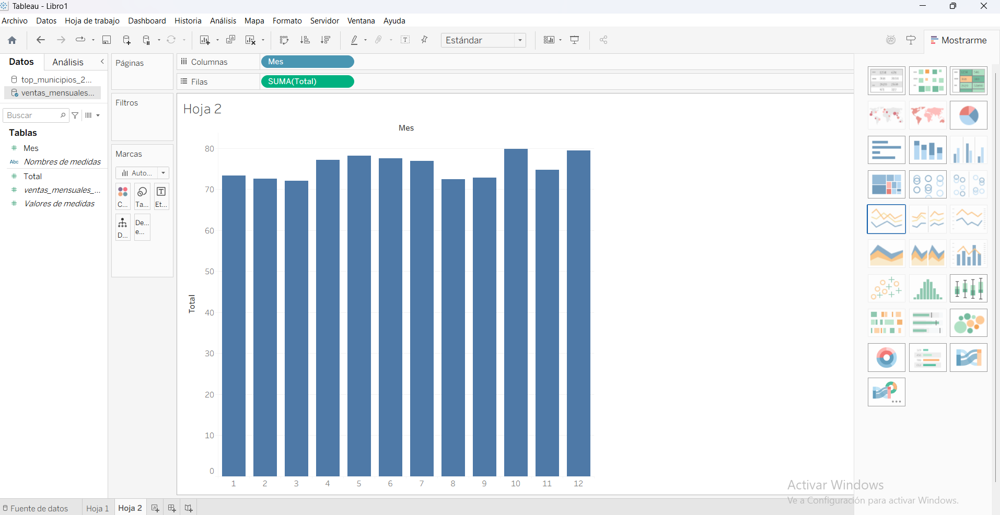 Tableau - Libro1
Archivo Datos Hoja de trabajo Dashboard Historia Análisis Mapa Formato Servidor Ventana Ayuda
Estándar
Mostrarme
Datos Análisis
top_municipios_2...
ventas_mensuales...
Buscar
Tablas
Mes
Abc Nombres de medidas
Total
ventas_mensuales_...
Valores de medidas
Páginas
Filtros
Marcas
Auto...
C... Ta... Et...
D... De... e...
Columnas Mes
Filas SUMA(Total)
Hoja 2
Mes
80
70
60
50
40
30
20
10
0
Total
1 2 3 4 5 6 7 8 9 10 11 12
Activar Windows
Ve a Configuración para activar Windows.
Fuente de datos Hoja 1 Hoja 2